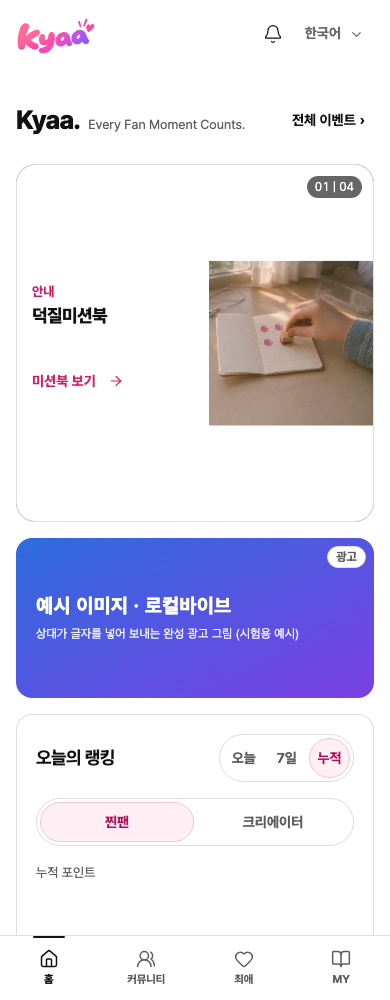 kyaa
한국어
Kyaa. Every Fan Moment Counts.
전체 이벤트 ›
01 | 04
안내
덕질미션북
미션북 보기 →
광고
예시 이미지 · 로컬바이브
상대가 글자를 넣어 보내는 완성 광고 그림 (시험용 예시)
오늘의 랭킹
오늘 7일 누적
찐팬 크리에이터
누적 포인트
홈 커뮤니티 최애 MY